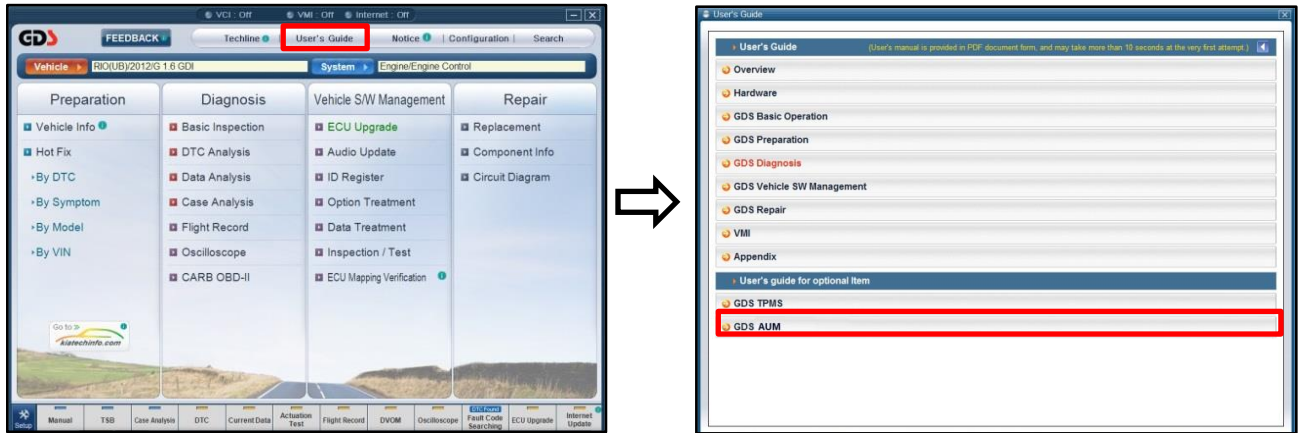 VCI : Off VMI : Off Internet : Off
GDS FEEDBACK Techline User's Guide Notice Configuration Search
Vehicle RIO(UB)/2012/G 1.6 GDI System Engine/Engine Control
Preparation
Vehicle Info
Hot Fix
By DTC
By Symptom
By Model
By VIN
Go to
kiatechinfo.com
Diagnosis
Basic Inspection
DTC Analysis
Data Analysis
Case Analysis
Flight Record
Oscilloscope
CARB OBD-II
Vehicle S/W Management
ECU Upgrade
Audio Update
ID Register
Option Treatment
Data Treatment
Inspection / Test
ECU Mapping Verification
Repair
Replacement
Component Info
Circuit Diagram
Setup
Manual
TSB
Case Analysis
DTC
Current Data
Actuation
Test
Flight Record
DVOM
Oscilloscope
DTC Found
Fault Code
Searching
ECU Upgrade
Internet
Update
User's Guide
User's Guide (User's manual is provided in PDF document form, and may take more than 10 seconds at the very first attempt.)
Overview
Hardware
GDS Basic Operation
GDS Preparation
GDS Diagnosis
GDS Vehicle SW Management
GDS Repair
VMI
Appendix
User's guide for optional Item
GDS TPMS
GDS AUM